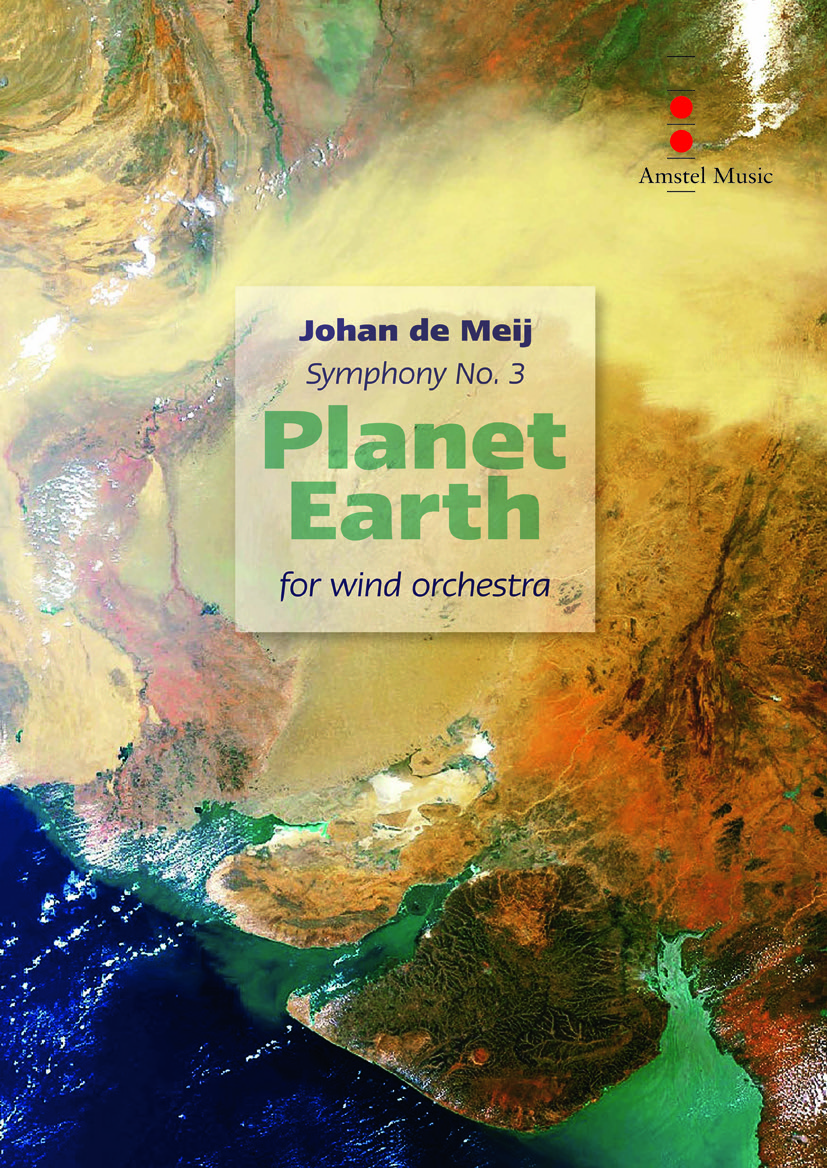 Amstel Music
Johan de Meij
Symphony No. 3
Planet
Earth
for wind orchestra